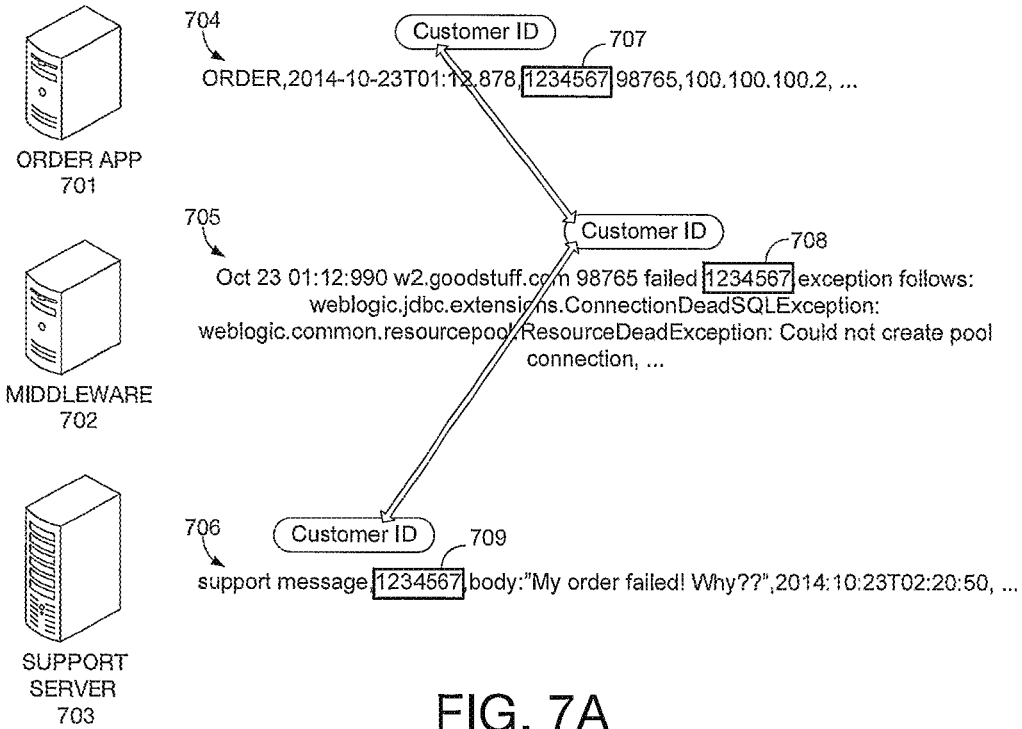 704
Customer ID
707
ORDER,2014-10-23T01:12.878,1234567,98765,100.100.100.2, ...
ORDER APP
701
705
Customer ID
708
Oct 23 01:12:990 w2.goodstuff.com 98765 failed 1234567,exception follows:
weblogic.jdbc.extensions.ConnectionDeadSQLException:
weblogic.common.resourcepool.ResourceDeadException: Could not create pool
connection, ...
MIDDLEWARE
702
706
Customer ID
709
support message,1234567,body:"My order failed! Why??",2014:10:23T02:20:50, ...
SUPPORT
SERVER
703
FIG. 7A